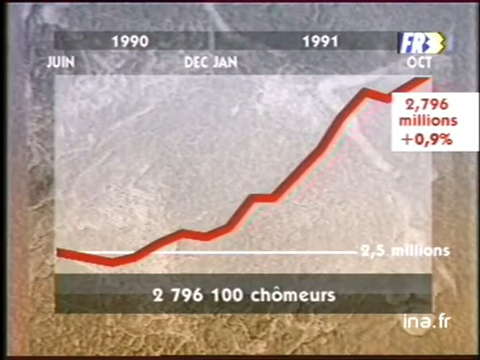 1990 1991 FR3
JUIN DEC JAN OCT
2,796
millions
+0,9%
2,5 millions
2 796 100 chômeurs
ina.fr